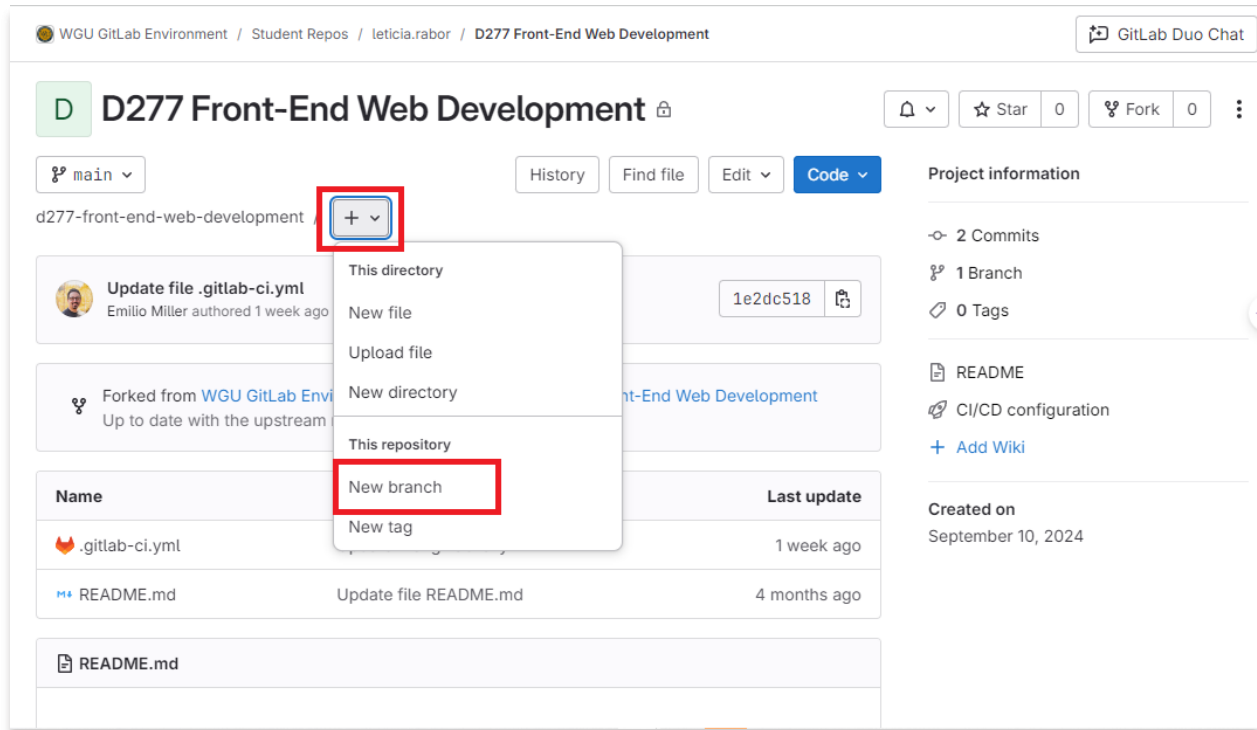 WGU GitLab Environment / Student Repos / leticia.rabor / D277 Front-End Web Development
GitLab Duo Chat
D D277 Front-End Web Development
Star 0
Fork 0
main
History
Find file
Edit
Code
d277-front-end-web-development /
+
This directory
New file
Upload file
New directory
This repository
New branch
New tag
Update file .gitlab-ci.yml
Emilio Miller authored 1 week ago
1e2dc518
Forked from WGU GitLab Envi
nt-End Web Development
Up to date with the upstream
Name
Last update
.gitlab-ci.yml
1 week ago
README.md
Update file README.md
4 months ago
README.md
Project information
2 Commits
1 Branch
0 Tags
README
CI/CD configuration
+ Add Wiki
Created on
September 10, 2024